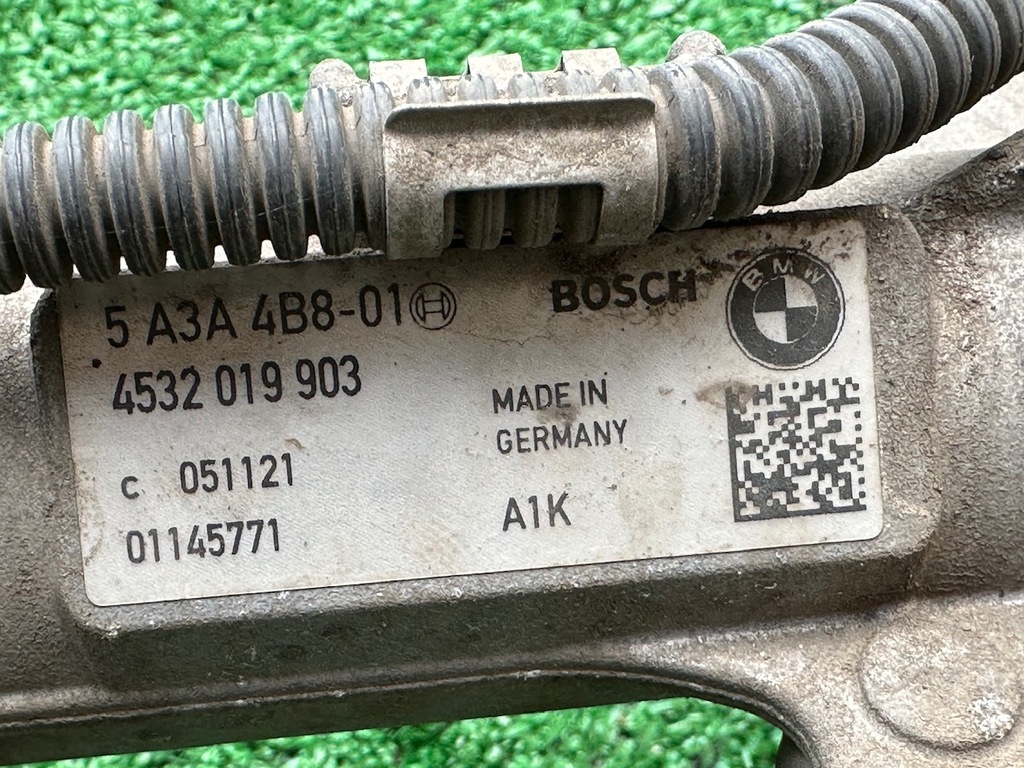 5 A3A 4B8-01
BOSCH
BMW
4532 019 903
MADE IN
GERMANY
c 051121
01145771
A1K